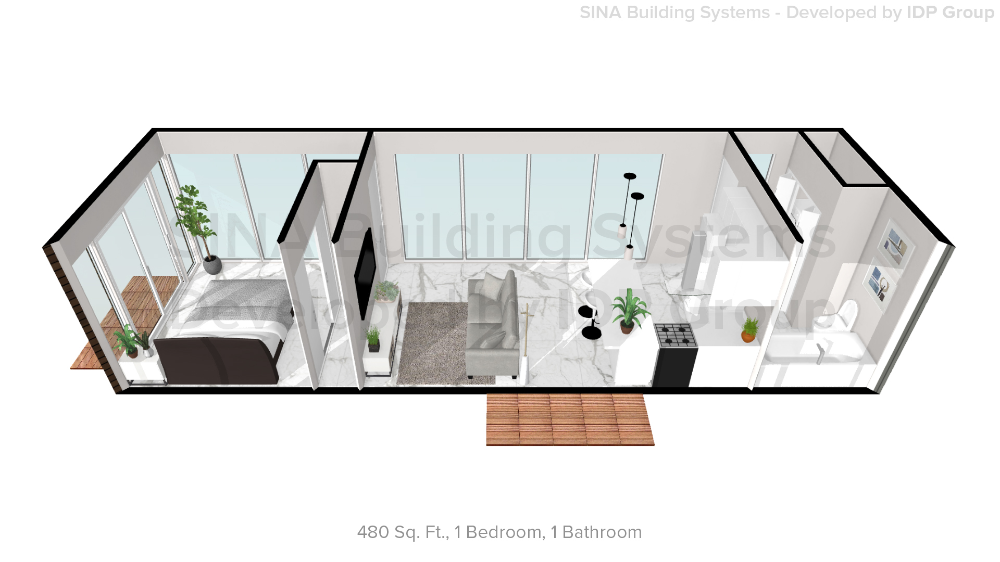 SINA Building Systems - Developed by IDP Group
SINA Building Systems
Developed by IDP Group
480 Sq. Ft., 1 Bedroom, 1 Bathroom